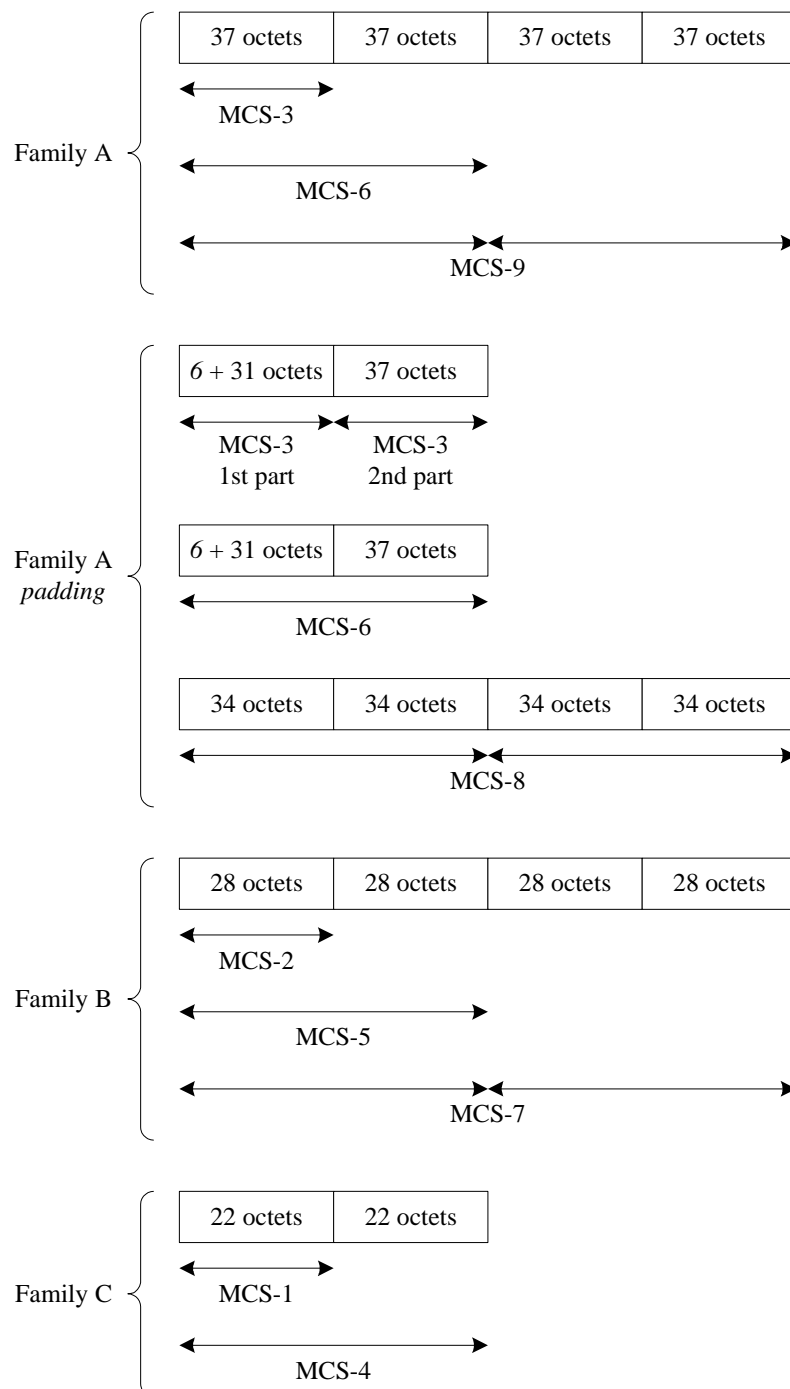 37 octets 37 octets 37 octets 37 octets
MCS-3
Family A
MCS-6
MCS-9
6 + 31 octets 37 octets
MCS-3 MCS-3
1st part 2nd part
6 + 31 octets 37 octets
Family A
padding
MCS-6
34 octets 34 octets 34 octets 34 octets
MCS-8
28 octets 28 octets 28 octets 28 octets
MCS-2
Family B
MCS-5
MCS-7
22 octets 22 octets
Family C
MCS-1
MCS-4